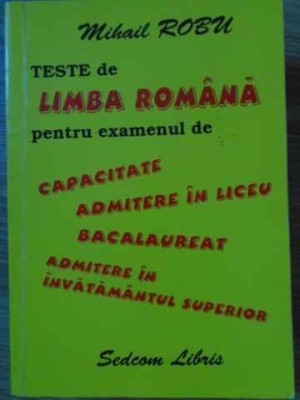 Mihail ROBU
TESTE de
LIMBA ROMÂNĂ
pentru examenul de
CAPACITATE
ADMITERE ÎN LICEU
BACALAUREAT
ADMITERE ÎN
ÎNVĂTĂMÂNTUL SUPERIOR
Sedcom Libris